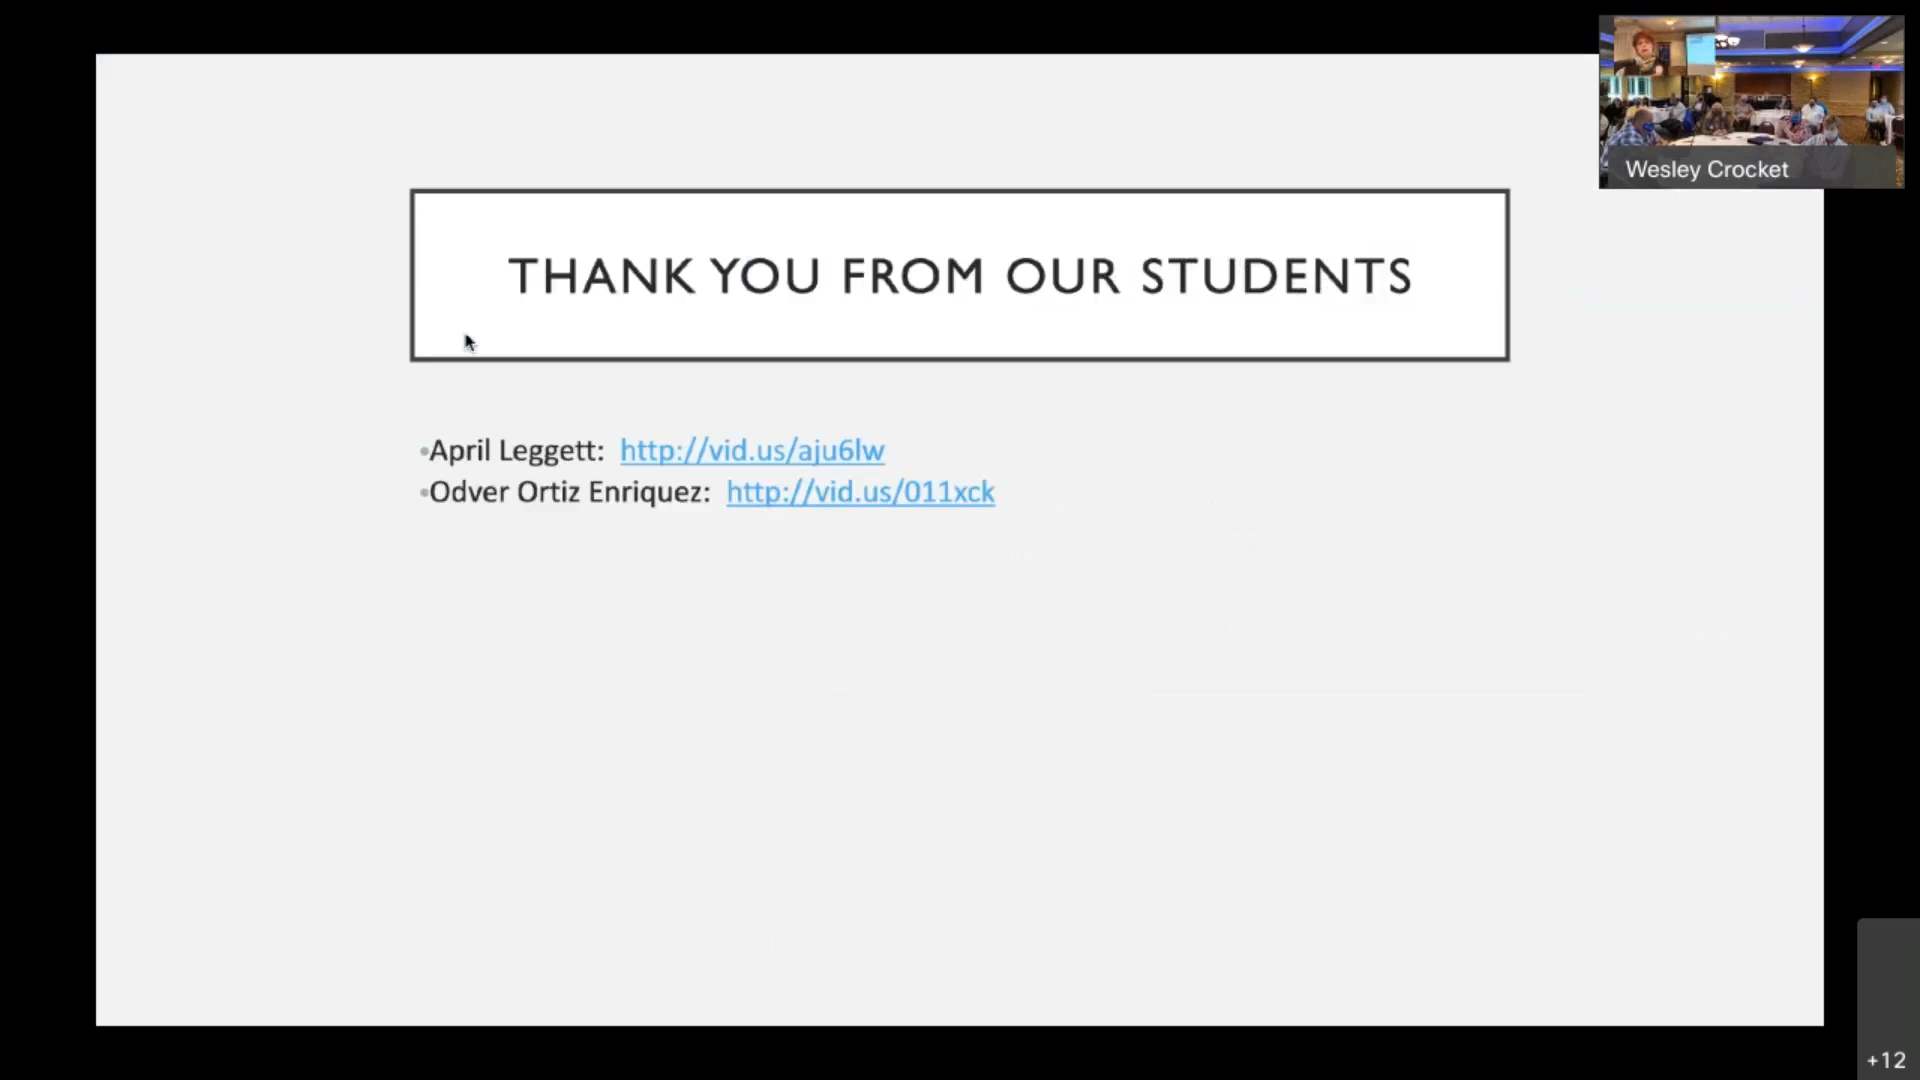 Wesley Crocket
THANK YOU FROM OUR STUDENTS
•April Leggett: http://vid.us/aju6lw
•Odver Ortiz Enriquez: http://vid.us/011xck
+12